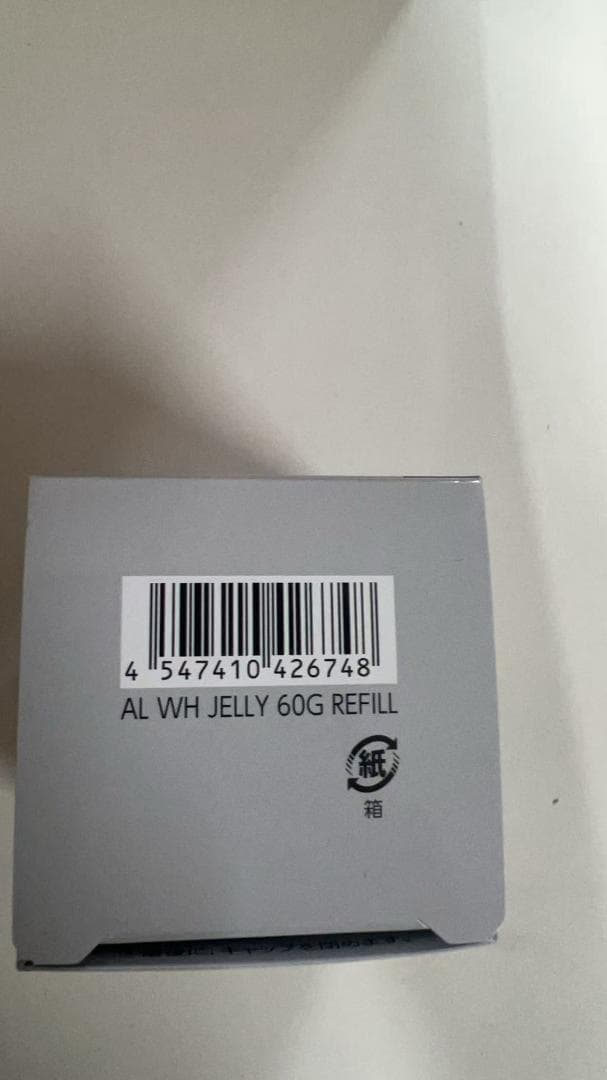 4 547410 426748
AL WH JELLY 60G REFILL
紙
箱